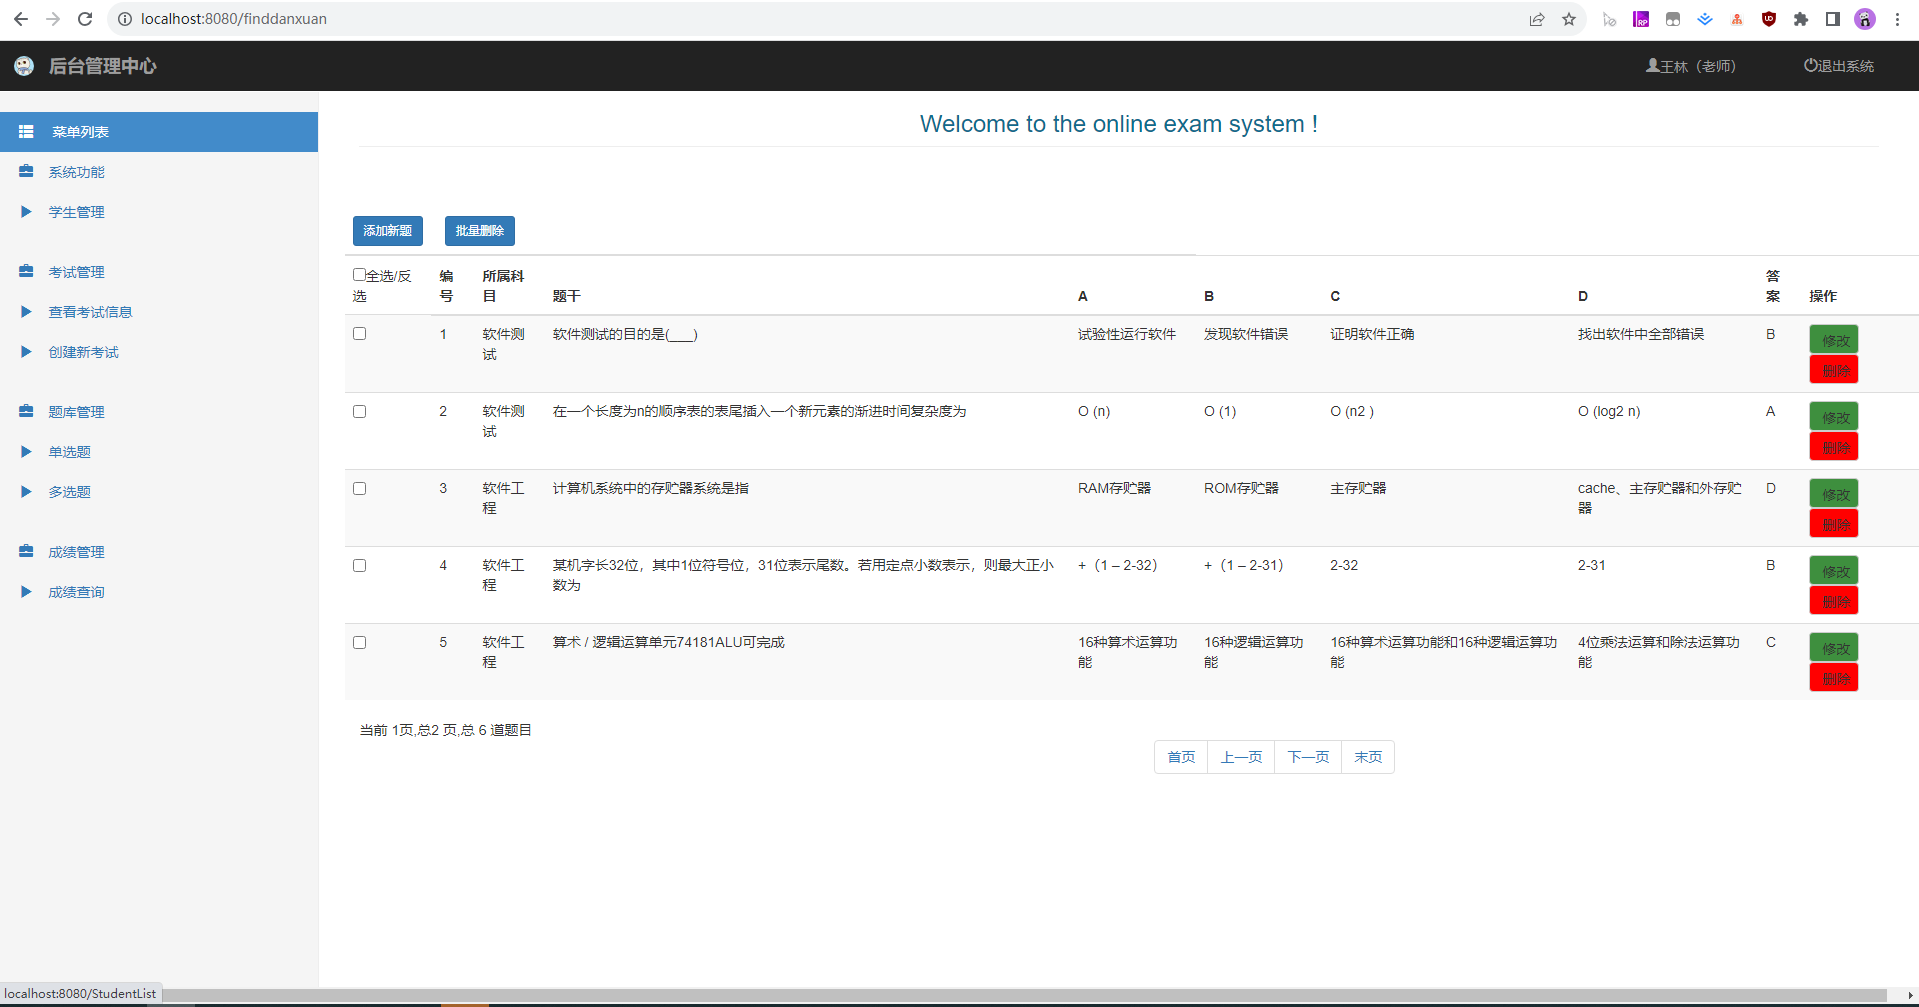 localhost:8080/finddanxuan
后台管理中心
王林（老师）
退出系统
菜单列表
系统功能
学生管理
考试管理
查看考试信息
创建新考试
题库管理
单选题
多选题
成绩管理
成绩查询
Welcome to the online exam system !
添加新题 批量删除
全选/反
选
编
号
所属科
目
题干
A
B
C
D
答
案
操作
1
软件测
试
软件测试的目的是(___)
试验性运行软件
发现软件错误
证明软件正确
找出软件中全部错误
B
修改
删除
2
软件测
试
在一个长度为n的顺序表的表尾插入一个新元素的渐进时间复杂度为
O (n)
O (1)
O (n2 )
O (log2 n)
A
修改
删除
3
软件工
程
计算机系统中的存贮器系统是指
RAM存贮器
ROM存贮器
主存贮器
cache、主存贮器和外存贮
器
D
修改
删除
4
软件工
程
某机字长32位，其中1位符号位，31位表示尾数。若用定点小数表示，则最大正小
数为
+（1 – 2-32）
+（1 – 2-31）
2-32
2-31
B
修改
删除
5
软件工
程
算术 / 逻辑运算单元74181ALU可完成
16种算术运算功
能
16种逻辑运算功
能
16种算术运算功能和16种逻辑运算功
能
4位乘法运算和除法运算功
能
C
修改
删除
当前 1页,总2 页,总 6 道题目
首页 上一页 下一页 末页
localhost:8080/StudentList